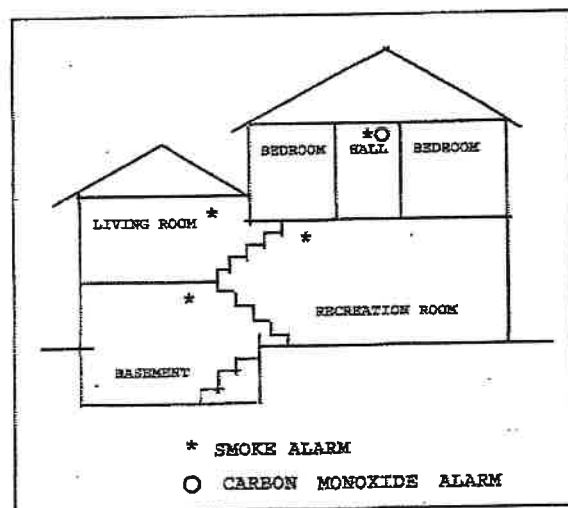 BEDROOM HALL BEDROOM
LIVING ROOM
RECREATION ROOM
BASEMENT
* SMOKE ALARM
O CARBON MONOXIDE ALARM